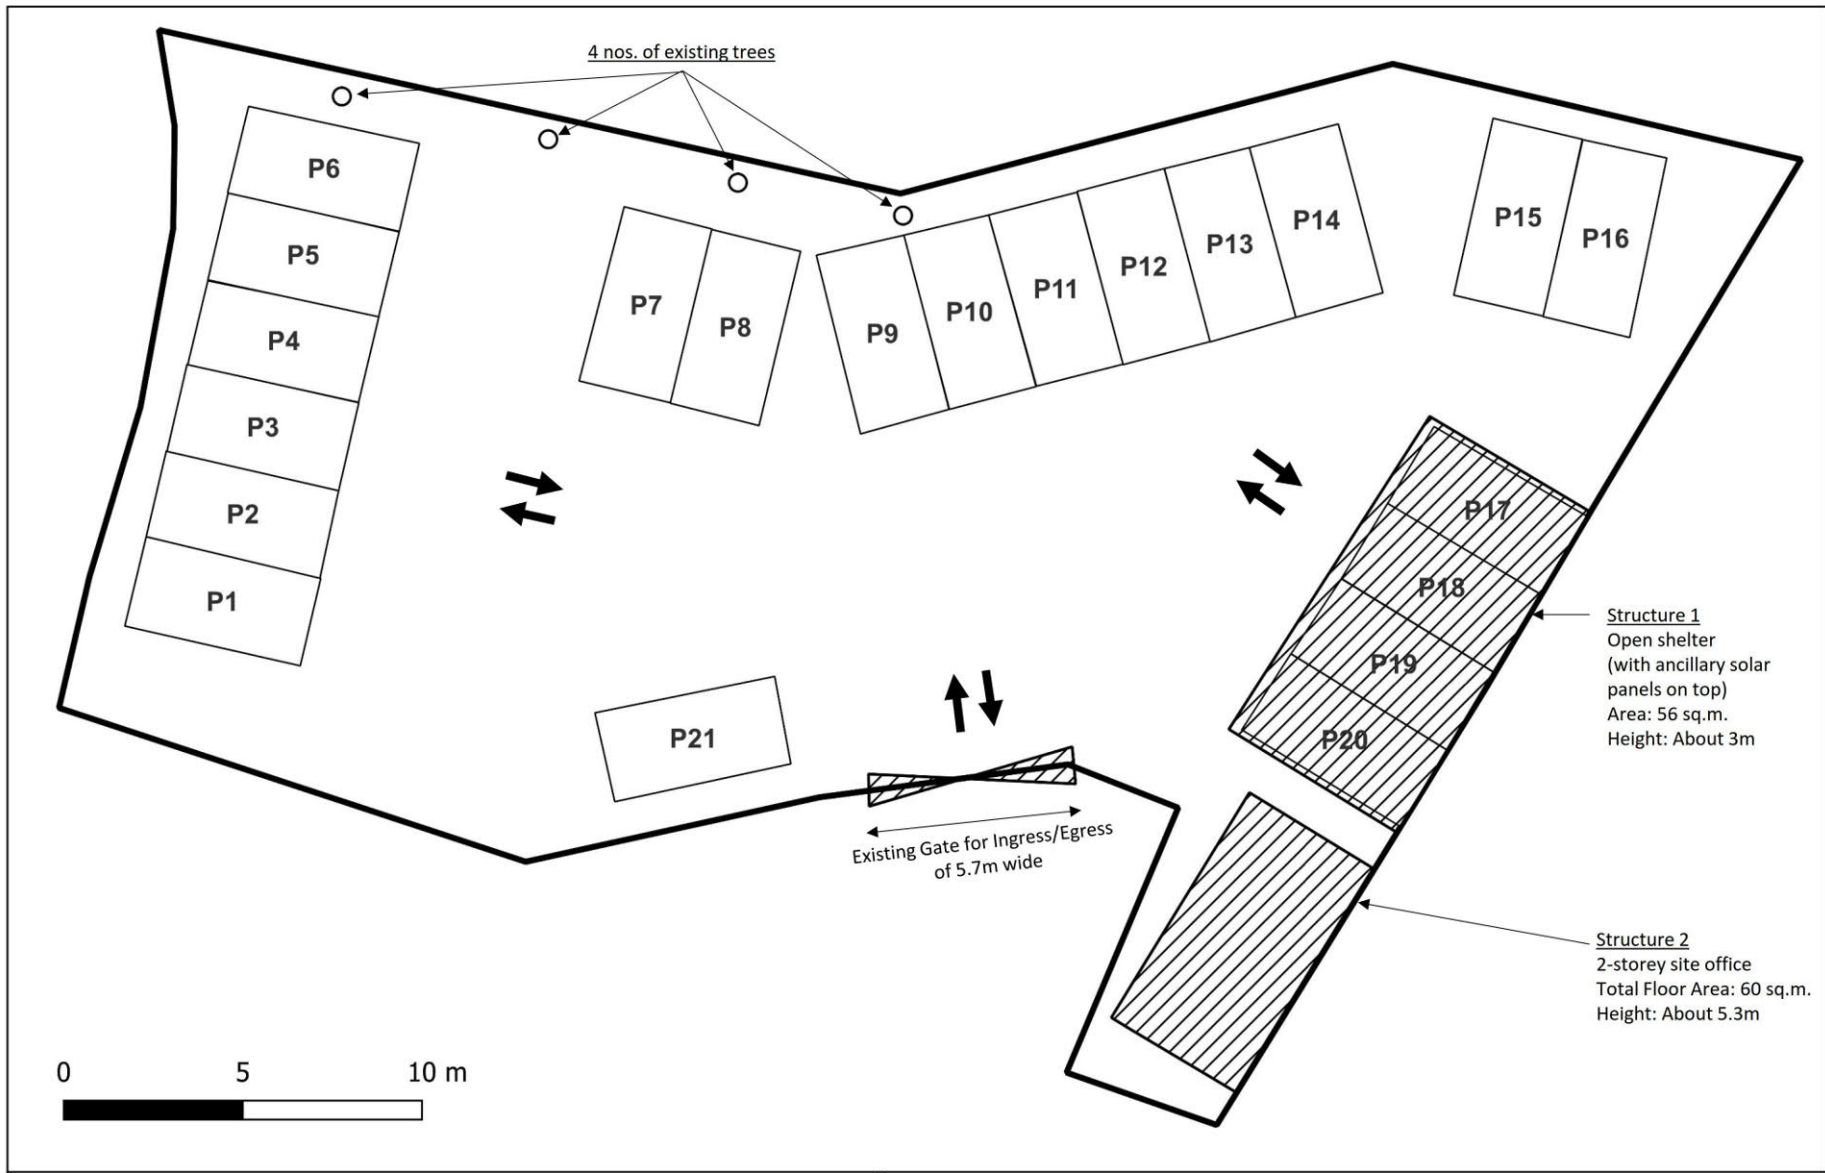 4 nos. of existing trees
P6
P5
P4
P3
P2
P1
P7
P8
P9
P10
P11
P12
P13
P14
P15
P16
P17
P18
P19
P20
P21
Structure 1
Open shelter
(with ancillary solar
panels on top)
Area: 56 sq.m.
Height: About 3m
Existing Gate for Ingress/Egress
of 5.7m wide
Structure 2
2-storey site office
Total Floor Area: 60 sq.m.
Height: About 5.3m
0 5 10 m